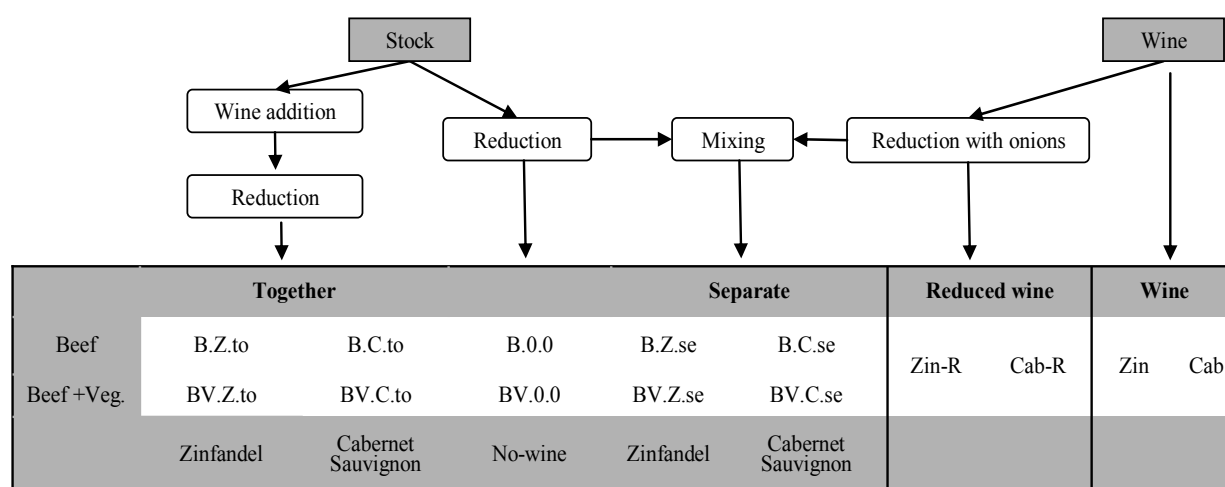 Stock
Wine
Wine addition
Reduction
Mixing
Reduction with onions
Reduction
Together
Separate
Reduced wine
Wine
Beef
B.Z.to
B.C.to
B.0.0
B.Z.se
B.C.se
Zin-R
Cab-R
Zin
Cab
Beef +Veg.
BV.Z.to
BV.C.to
BV.0.0
BV.Z.se
BV.C.se
Zinfandel
Cabernet
Sauvignon
No-wine
Zinfandel
Cabernet
Sauvignon